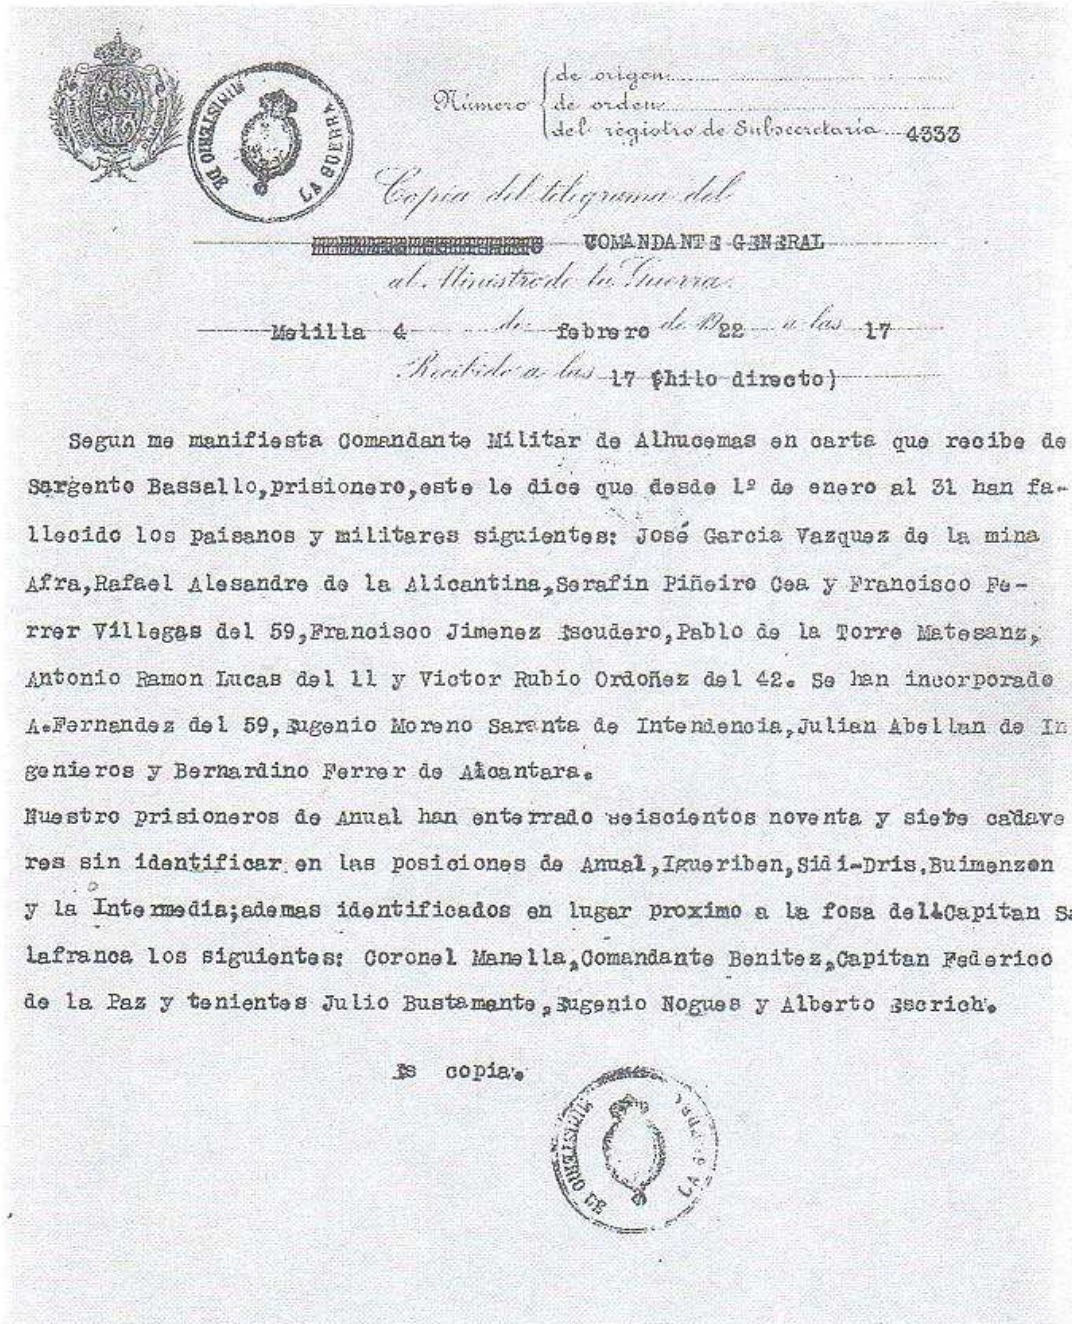 MINISTERIO DE LA GUERRA
Número
de origen
de orden
del registro de Subsecretaría 4333
Copia del telegrama del
COMANDANTE GENERAL
al Ministro de la Guerra.
Melilla 4 de febrero de 1922 a las 17
Recibido a las 17 (hilo directo)
Segun me manifiesta Comandante Militar de Alhucemas en carta que recibe de
Sargento Bassallo,prisionero,este le dice que desde 1º de enero al 31 han fa-
llecido los paisanos y militares siguientes: José Garcia Vazquez de la mina
Afra,Rafael Alesandre de la Alicantina,Serafin Piñeiro Cea y Francisco Fe-
rrer Villegas del 59,Francisco Jimenez Escudero,Pablo de la Torre Matesanz,
Antonio Ramon Lucas del 11 y Victor Rubio Ordoñez del 42. Se han incorporado
A.Fernandez del 59,Eugenio Moreno Saranta de Intendencia,Julian Abellan de In
genieros y Bernardino Ferrer de Alcantara.
Nuestro prisioneros de Anual han enterrado seiscientos noventa y siete cadave
res sin identificar en las posiciones de Anual,Igueriben,Sidi-Dris,Buimenzen
y la Intermedia;ademas identificados en lugar proximo a la fosa del Capitan Sa
lafranca los siguientes: Coronel Manella,Comandante Benitez,Capitan Federico
de la Paz y tenientes Julio Bustamante,Eugenio Nogues y Alberto Escrich.
Es copia.
MINISTERIO DE LA GUERRA